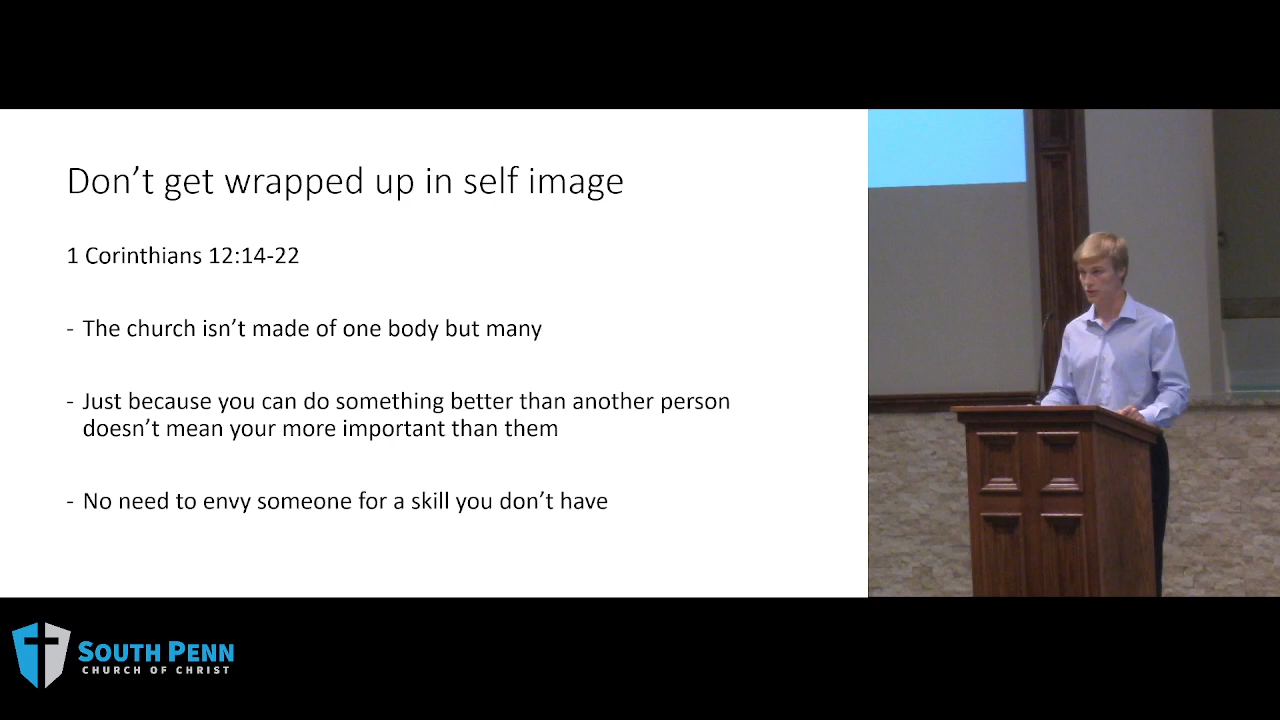 Don't get wrapped up in self image
1 Corinthians 12:14-22
- The church isn't made of one body but many
- Just because you can do something better than another person
doesn't mean your more important than them
- No need to envy someone for a skill you don't have
SOUTH PENN
CHURCH OF CHRIST